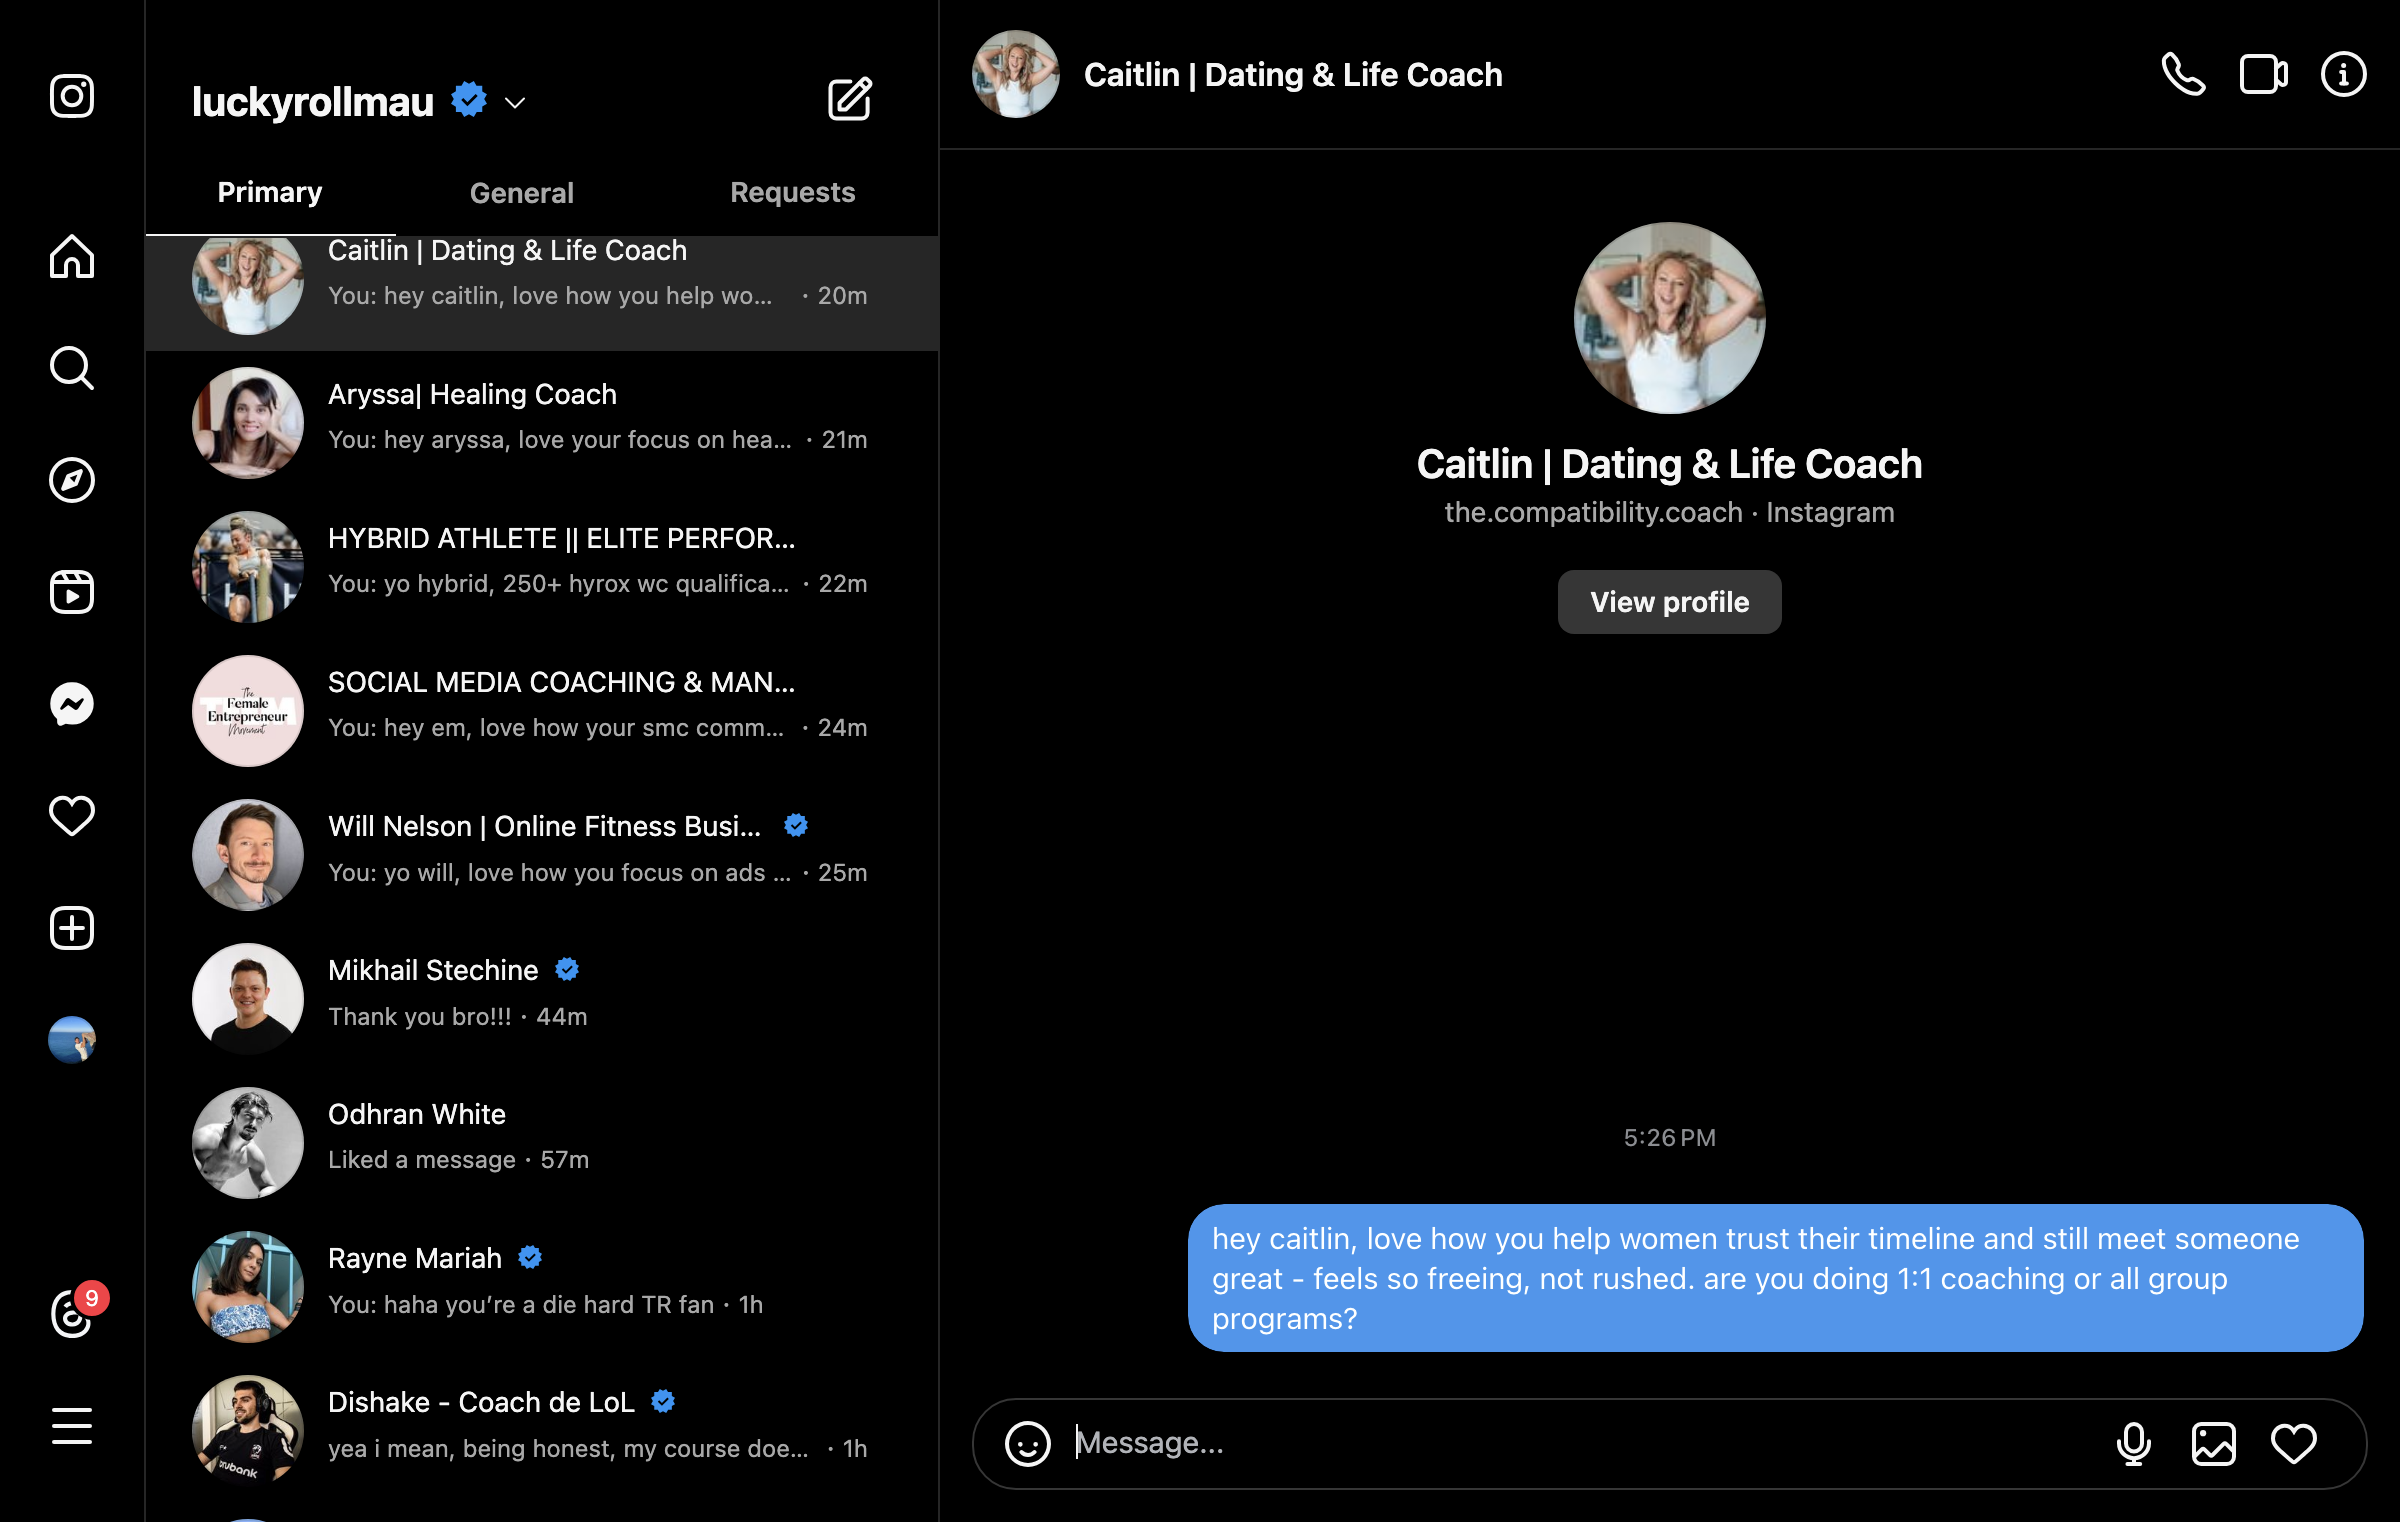 luckyrollmau
Primary
General
Requests
Caitlin | Dating & Life Coach
You: hey caitlin, love how you help wo... · 20m
Aryssa| Healing Coach
You: hey aryssa, love your focus on hea... · 21m
HYBRID ATHLETE || ELITE PERFOR...
You: yo hybrid, 250+ hyrox wc qualifica... · 22m
The
Female
Entrepreneur
Movement
SOCIAL MEDIA COACHING & MAN...
You: hey em, love how your smc comm... · 24m
Will Nelson | Online Fitness Busi...
You: yo will, love how you focus on ads ... · 25m
Mikhail Stechine
Thank you bro!!! · 44m
Odhran White
Liked a message · 57m
Rayne Mariah
You: haha you’re a die hard TR fan · 1h
Dishake - Coach de LoL
yea i mean, being honest, my course doe... · 1h
9
Caitlin | Dating & Life Coach
Caitlin | Dating & Life Coach
the.compatibility.coach · Instagram
View profile
5:26 PM
hey caitlin, love how you help women trust their timeline and still meet someone
great - feels so freeing, not rushed. are you doing 1:1 coaching or all group
programs?
Message...